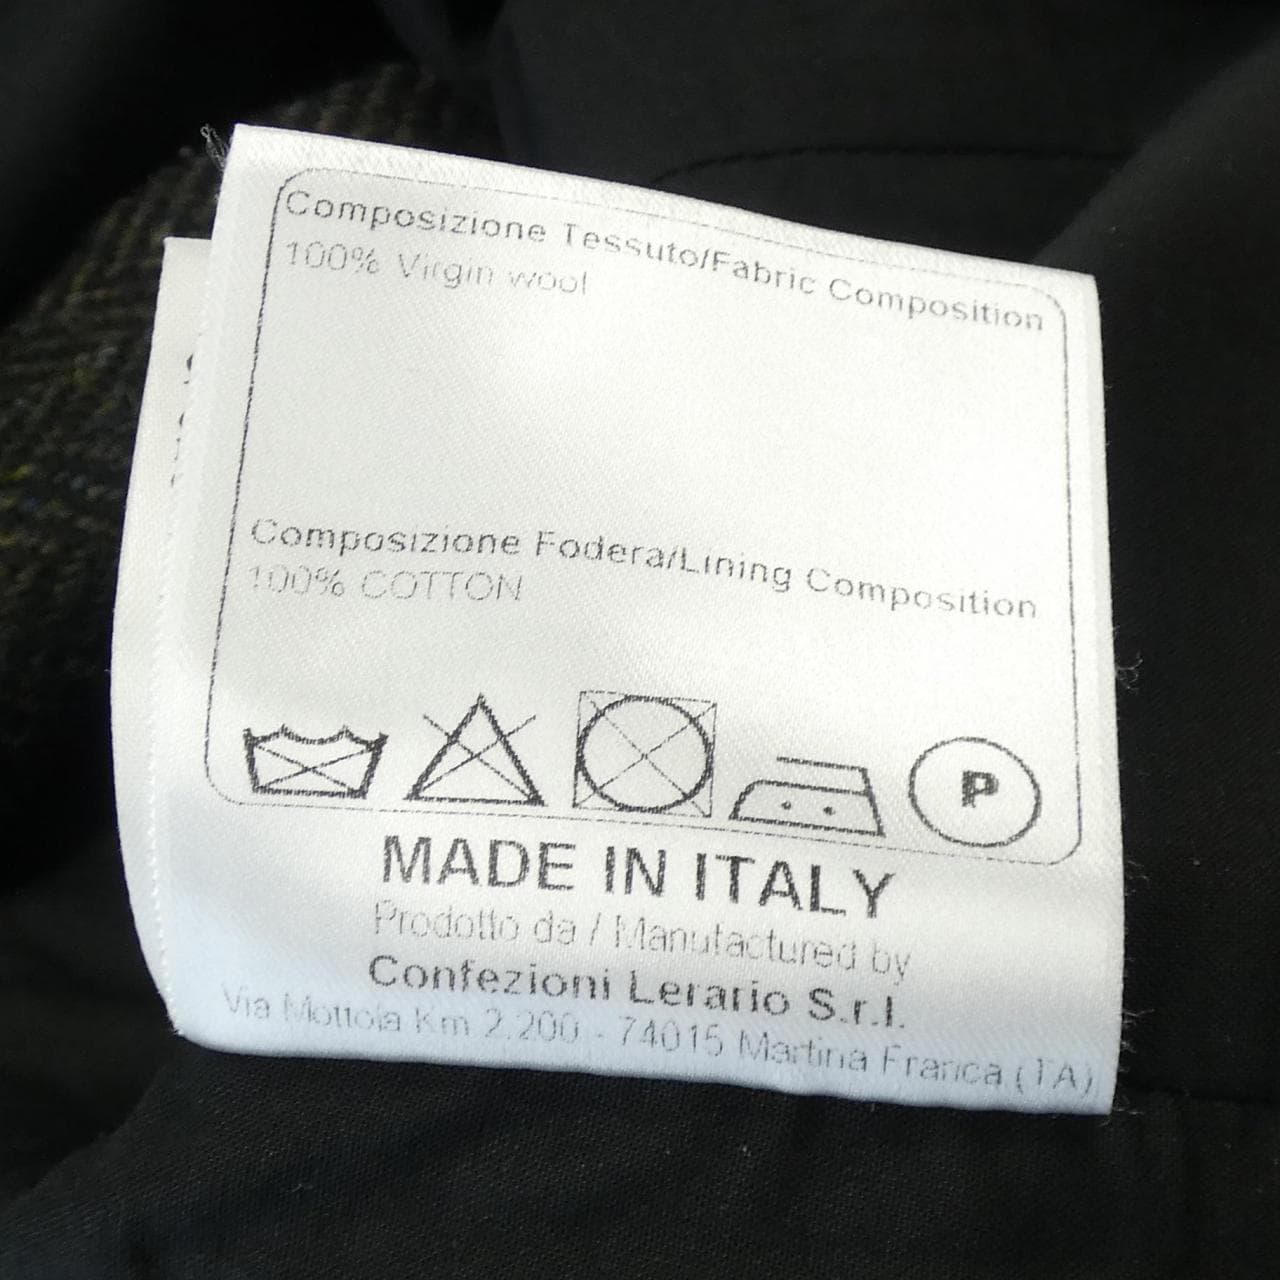 Composizione Tessuto/Fabric Composition
100% Virgin wool
Composizione Fodera/Lining Composition
100% COTTON
P
MADE IN ITALY
Prodotto da / Manufactured by
Confezioni Lerario S.r.l.
Via Mottola Km 2.200 - 74015 Martina Franca (TA)